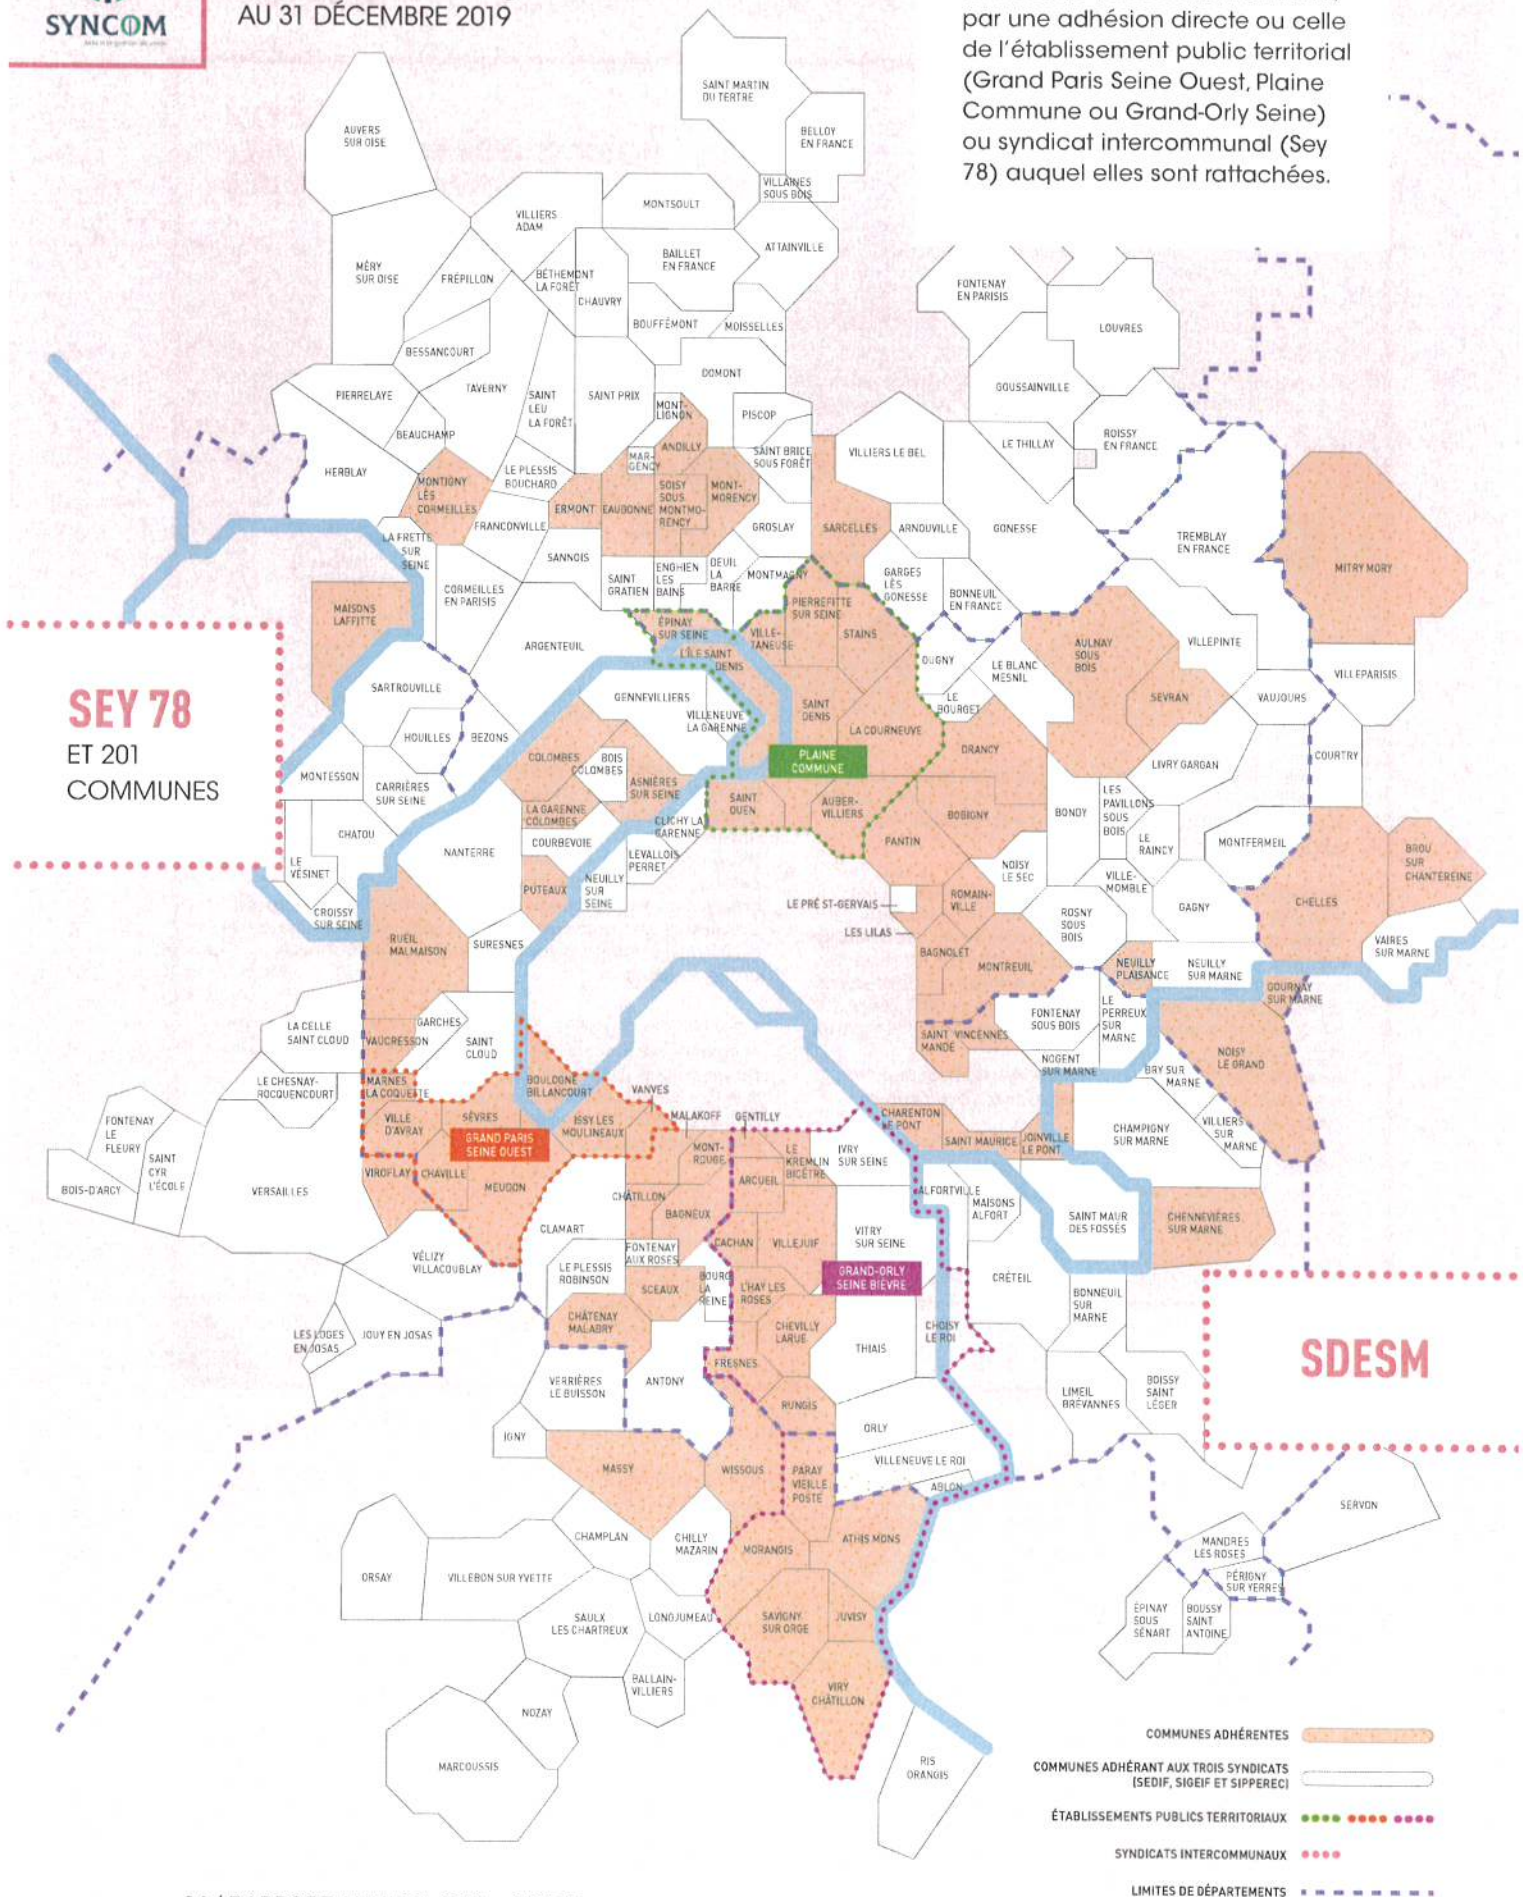 SYNCOM
AU 31 DÉCEMBRE 2019
par une adhésion directe ou celle
de l'établissement public territorial
(Grand Paris Seine Ouest, Plaine
Commune ou Grand-Orly Seine)
ou syndicat intercommunal (Sey
78) auquel elles sont rattachées.
SAINT MARTIN
DU TERTRE
AUVERS
SUR OISE
BELLOY
EN FRANCE
VILLAINES
SOUS BOIS
MONTSOULT
VILLIERS
ADAM
ATTAINVILLE
BAILLET
EN FRANCE
MÉRY
SUR OISE
FRÉPILLON
BÉTHEMONT
LA FORÊT
CHAUVRY
FONTENAY
EN PARISIS
BOUFFÉMONT
MOISSELLES
LOUVRES
BESSANCOURT
DOMONT
TAVERNY
GOUSSAINVILLE
PIERRELAYE
SAINT
LEU
LA FORÊT
SAINT PRIX
MONT-
LIGNON
PISCOP
BEAUCHAMP
ANDILLY
SAINT BRICE
SOUS FORÊT
VILLIERS LE BEL
LE THILLAY
ROISSY
EN FRANCE
MAR-
GENCY
HERBLAY
LE PLESSIS
BOUCHARD
MONTIGNY
LÈS
CORMEILLES
SOISY
SOUS
MONTMO-
RENCY
MONT-
MORENCY
ERMONT
EAUBONNE
FRANCONVILLE
GROSLAY
SARCELLES
ARNOUVILLE
GONESSE
TREMBLAY
EN FRANCE
LA FRETTE
SUR
SEINE
SANNOIS
MITRY MORY
SAINT
GRATIEN
ENGHIEN
LES
BAINS
DEUIL
LA
BARRE
MONTMAGNY
GARGES
LÈS
GONESSE
BONNEUIL
EN FRANCE
CORMEILLES
EN PARISIS
MAISONS
LAFFITTE
PIERREFITTE
SUR SEINE
ÉPINAY
SUR SEINE
VILLE-
TANEUSE
STAINS
ARGENTEUIL
L'ÎLE SAINT
DENIS
DUGNY
LE BLANC
MESNIL
AULNAY
SOUS
BOIS
VILLEPINTE
VILLEPARISIS
SEY 78
ET 201
COMMUNES
SARTROUVILLE
GENNEVILLIERS
VILLENEUVE
LA GARENNE
SAINT
DENIS
LE
BOURGET
SEVRAN
VAUJOURS
LA COURNEUVE
HOUILLES
BEZONS
DRANCY
PLAINE
COMMUNE
COLOMBES
BOIS
COLOMBES
LIVRY GARGAN
COURTRY
MONTESSON
CARRIÈRES
SUR SEINE
ASNIÈRES
SUR SEINE
LES
PAVILLONS
SOUS
BOIS
SAINT
OUEN
AUBER-
VILLIERS
LA GARENNE
COLOMBES
BOBIGNY
BONDY
CHATOU
CLICHY LA
GARENNE
COURBEVOIE
PANTIN
LE
RAINCY
MONTFERMEIL
NANTERRE
LEVALLOIS
PERRET
LE
VÉSINET
NOISY
LE SEC
BROU
SUR
CHANTEREINE
PUTEAUX
NEUILLY
SUR
SEINE
VILLE-
MOMBLE
ROMAIN-
VILLE
LE PRÉ ST-GERVAIS
GAGNY
CHELLES
CROISSY
SUR SEINE
ROSNY
SOUS
BOIS
LES LILAS
RUEIL
MALMAISON
SURESNES
VAIRES
SUR MARNE
BAGNOLET
MONTREUIL
NEUILLY
PLAISANCE
NEUILLY
SUR MARNE
GOURNAY
SUR MARNE
LA CELLE
SAINT CLOUD
GARCHES
VAUCRESSON
SAINT
CLOUD
FONTENAY
SOUS BOIS
LE
PERREUX
SUR
MARNE
SAINT
MANDÉ
VINCENNES
NOISY
LE GRAND
NOGENT
SUR MARNE
BRY SUR
MARNE
LE CHESNAY-
ROCQUENCOURT
MARNES
LA COQUETTE
BOULOGNE
BILLANCOURT
VANVES
FONTENAY
LE
FLEURY
VILLE
D'AVRAY
SÈVRES
ISSY LES
MOULINEAUX
MALAKOFF
GENTILLY
CHARENTON
LE PONT
SAINT MAURICE
JOINVILLE
LE PONT
CHAMPIGNY
SUR MARNE
VILLIERS
SUR
MARNE
GRAND PARIS
SEINE OUEST
MONT-
ROUGE
LE
KREMLIN
BICÊTRE
IVRY
SUR SEINE
SAINT
CYR
L'ÉCOLE
BOIS-D'ARCY
VERSAILLES
VIROFLAY
CHAVILLE
MEUDON
CHÂTILLON
ARCUEIL
ALFORTVILLE
MAISONS
ALFORT
BAGNEUX
SAINT MAUR
DES FOSSÉS
CHENNEVIÈRES
SUR MARNE
CLAMART
CACHAN
VILLEJUIF
VITRY
SUR SEINE
VÉLIZY
VILLACOUBLAY
FONTENAY
AUX ROSES
LE PLESSIS
ROBINSON
GRAND-ORLY
SEINE BIÈVRE
CRÉTEIL
SCEAUX
BOURG
LA
REINE
L'HAY LES
ROSES
BONNEUIL
SUR
MARNE
CHÂTENAY
MALABRY
CHEVILLY
LARUE
CHOISY
LE ROI
LES LOGES
EN JOSAS
JOUY EN JOSAS
THIAIS
SDESM
FRESNES
VERRIÈRES
LE BUISSON
ANTONY
LIMEIL
BRÉVANNES
BOISSY
SAINT
LÉGER
RUNGIS
ORLY
IGNY
VILLENEUVE LE ROI
MASSY
WISSOUS
PARAY
VIEILLE
POSTE
ABLON
SERVON
CHAMPLAN
CHILLY
MAZARIN
MORANGIS
ATHIS MONS
MANDRES
LES ROSES
ORSAY
VILLEBON SUR YVETTE
PÉRIGNY
SUR YERRES
SAULX
LES CHARTREUX
LONGJUMEAU
SAVIGNY
SUR ORGE
JUVISY
ÉPINAY
SOUS
SÉNART
BOUSSY
SAINT
ANTOINE
BALLAIN-
VILLIERS
VIRY
CHÂTILLON
NOZAY
MARCOUSSIS
RIS
ORANGIS
COMMUNES ADHÉRENTES
COMMUNES ADHÉRANT AUX TROIS SYNDICATS
(SEDIF, SIGEIF ET SIPPEREC)
ÉTABLISSEMENTS PUBLICS TERRITORIAUX
SYNDICATS INTERCOMMUNAUX
LIMITES DE DÉPARTEMENTS